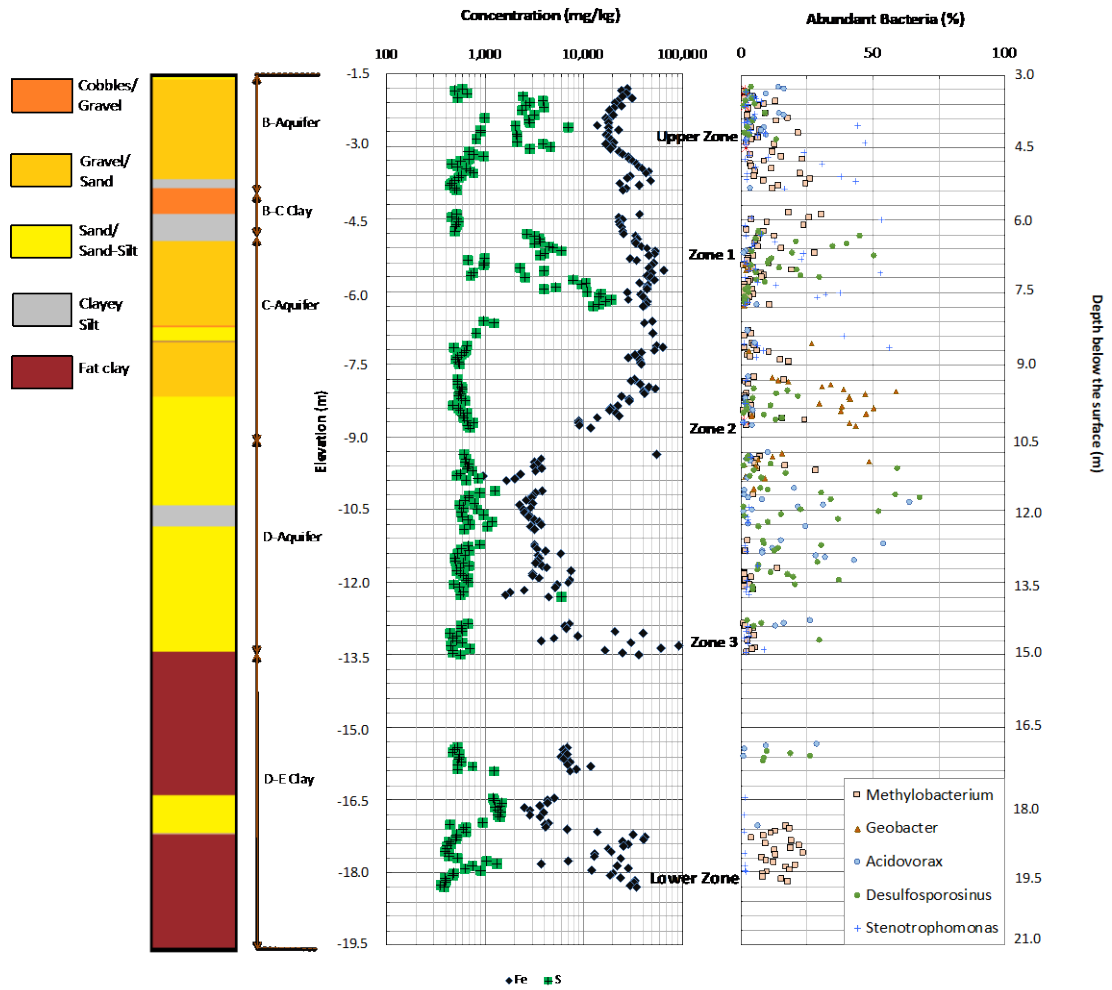 Concentration (mg/kg)
Abundant Bacteria (%)
100
1,000
10,000
100,000
0
50
100
Cobbles/
Gravel
Gravel/
Sand
Sand/
Sand-Silt
Clayey
Silt
Fat clay
B-Aquifer
B-C Clay
C-Aquifer
D-Aquifer
D-E Clay
Elevation (m)
-1.5
-3.0
-4.5
-6.0
-7.5
-9.0
-10.5
-12.0
-13.5
-15.0
-16.5
-18.0
-19.5
Upper Zone
Zone 1
Zone 2
Zone 3
Lower Zone
3.0
4.5
6.0
7.5
9.0
10.5
12.0
13.5
15.0
16.5
18.0
19.5
21.0
Depth below the surface (m)
Methylobacterium
Geobacter
Acidovorax
Desulfosporosinus
Stenotrophomonas
Fe
S